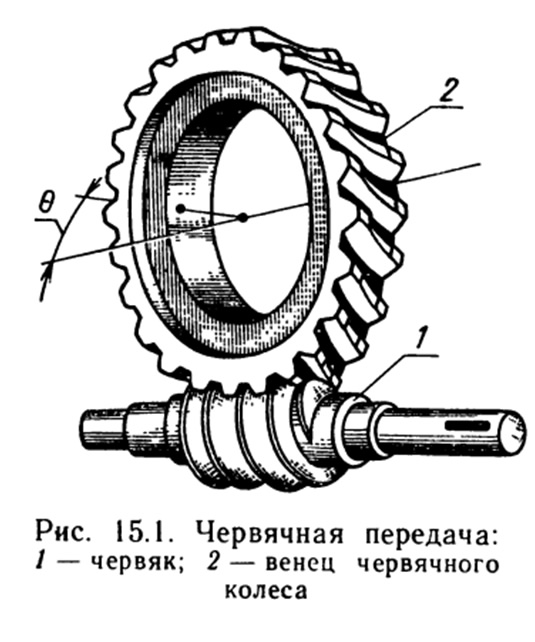 2
θ
1
Рис. 15.1. Червячная передача:
1 — червяк; 2 — венец червячного
колеса